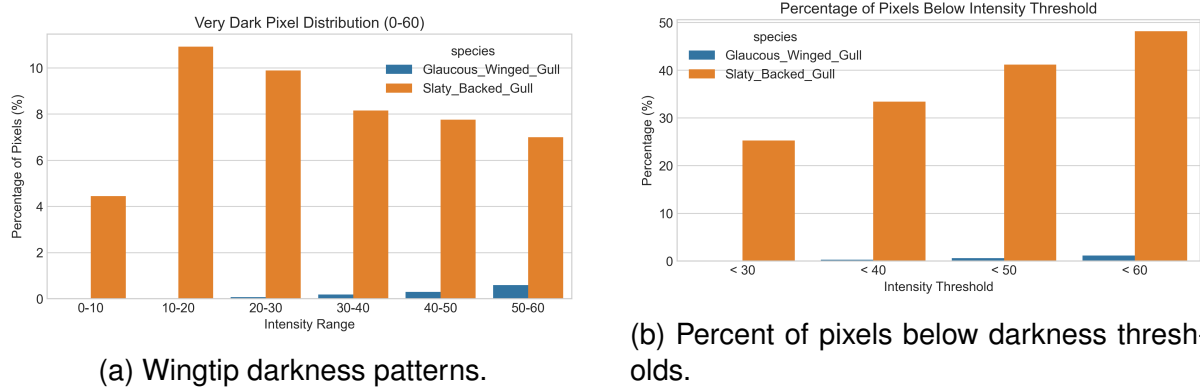 Very Dark Pixel Distribution (0-60)
Percentage of Pixels (%)
10
8
6
4
2
0
species
Glaucous_Winged_Gull
Slaty_Backed_Gull
0-10 10-20 20-30 30-40 40-50 50-60
Intensity Range
(a) Wingtip darkness patterns.
Percentage of Pixels Below Intensity Threshold
Percentage (%)
50
40
30
20
10
0
species
Glaucous_Winged_Gull
Slaty_Backed_Gull
< 30 < 40 < 50 < 60
Intensity Threshold
(b) Percent of pixels below darkness thresh-
olds.